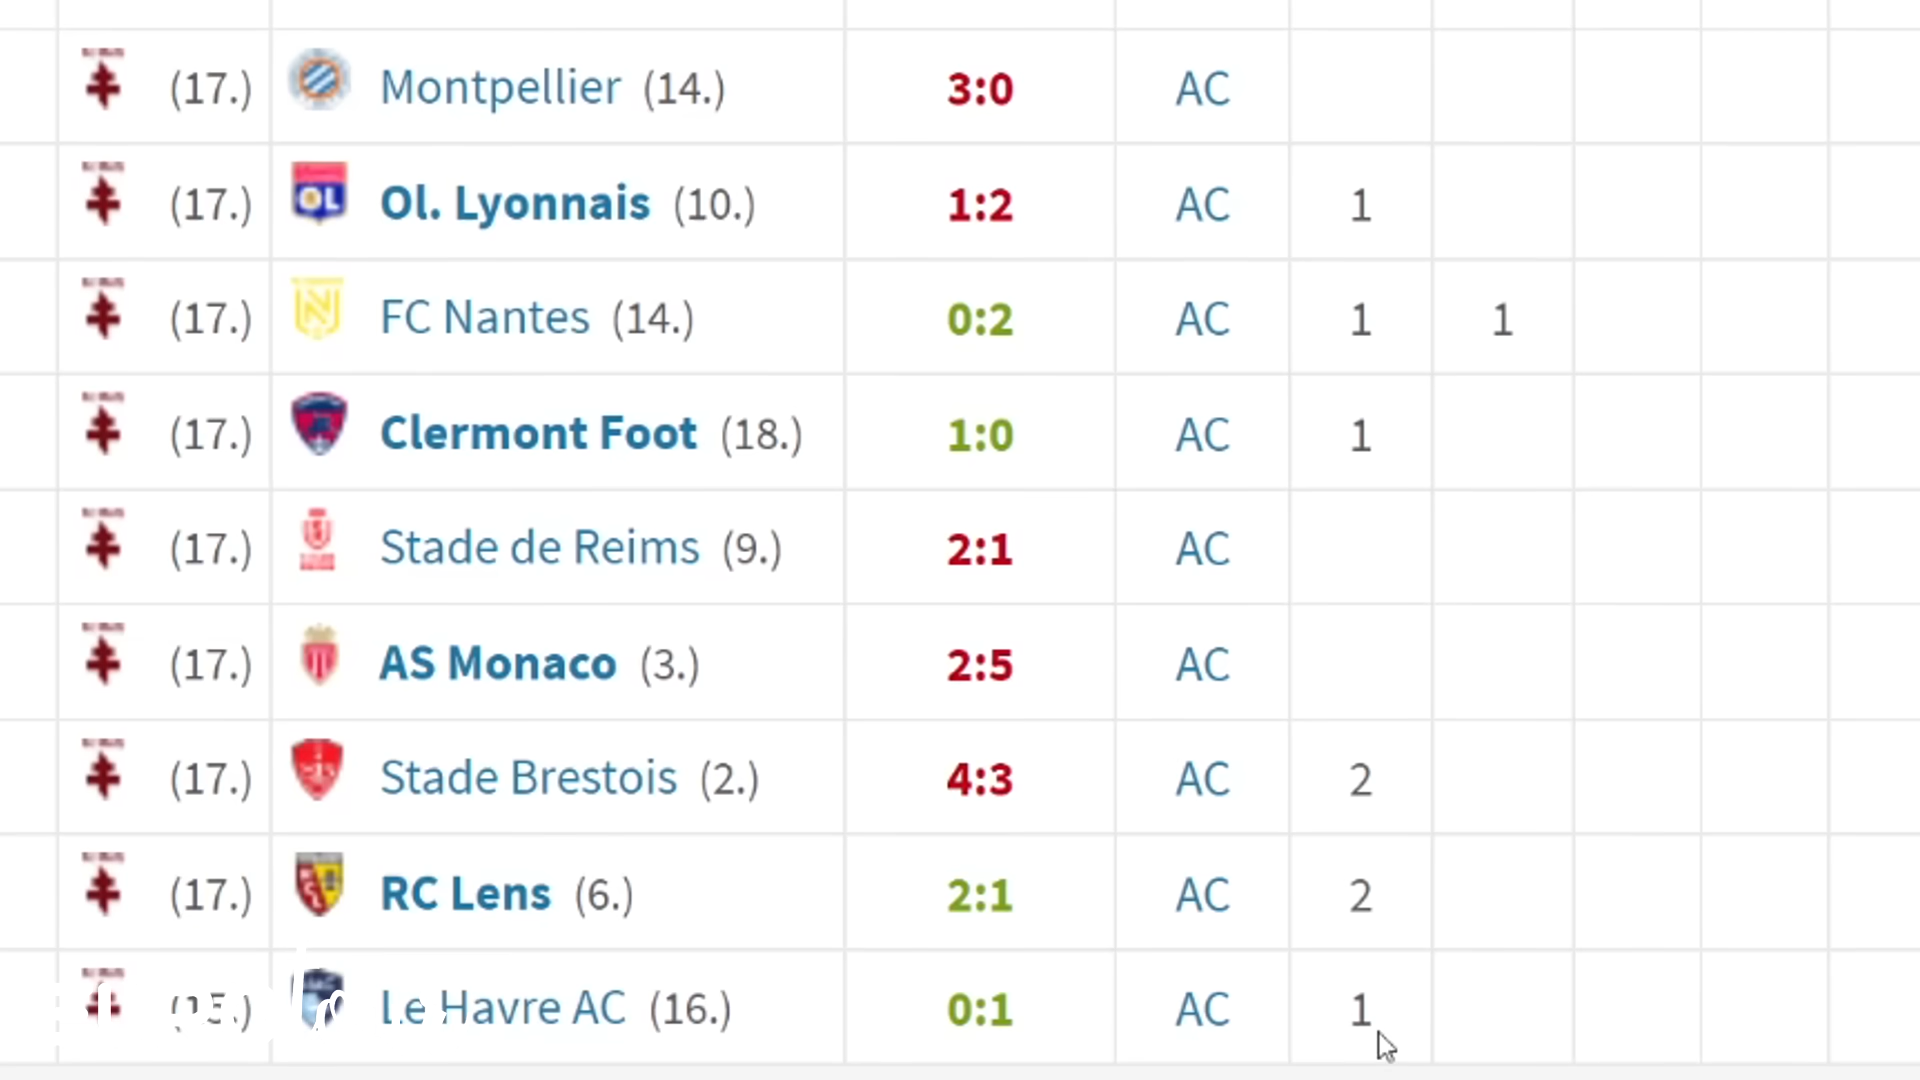 (17.) Montpellier (14.) 3:0 AC
(17.) OL Ol. Lyonnais (10.) 1:2 AC 1
(17.) N FC Nantes (14.) 0:2 AC 1 1
(17.) Clermont Foot (18.) 1:0 AC 1
(17.) Stade de Reims (9.) 2:1 AC
(17.) AS Monaco (3.) 2:5 AC
(17.) Stade Brestois (2.) 4:3 AC 2
(17.) RC Lens (6.) 2:1 AC 2
Le Havre AC (16.) 0:1 AC 1